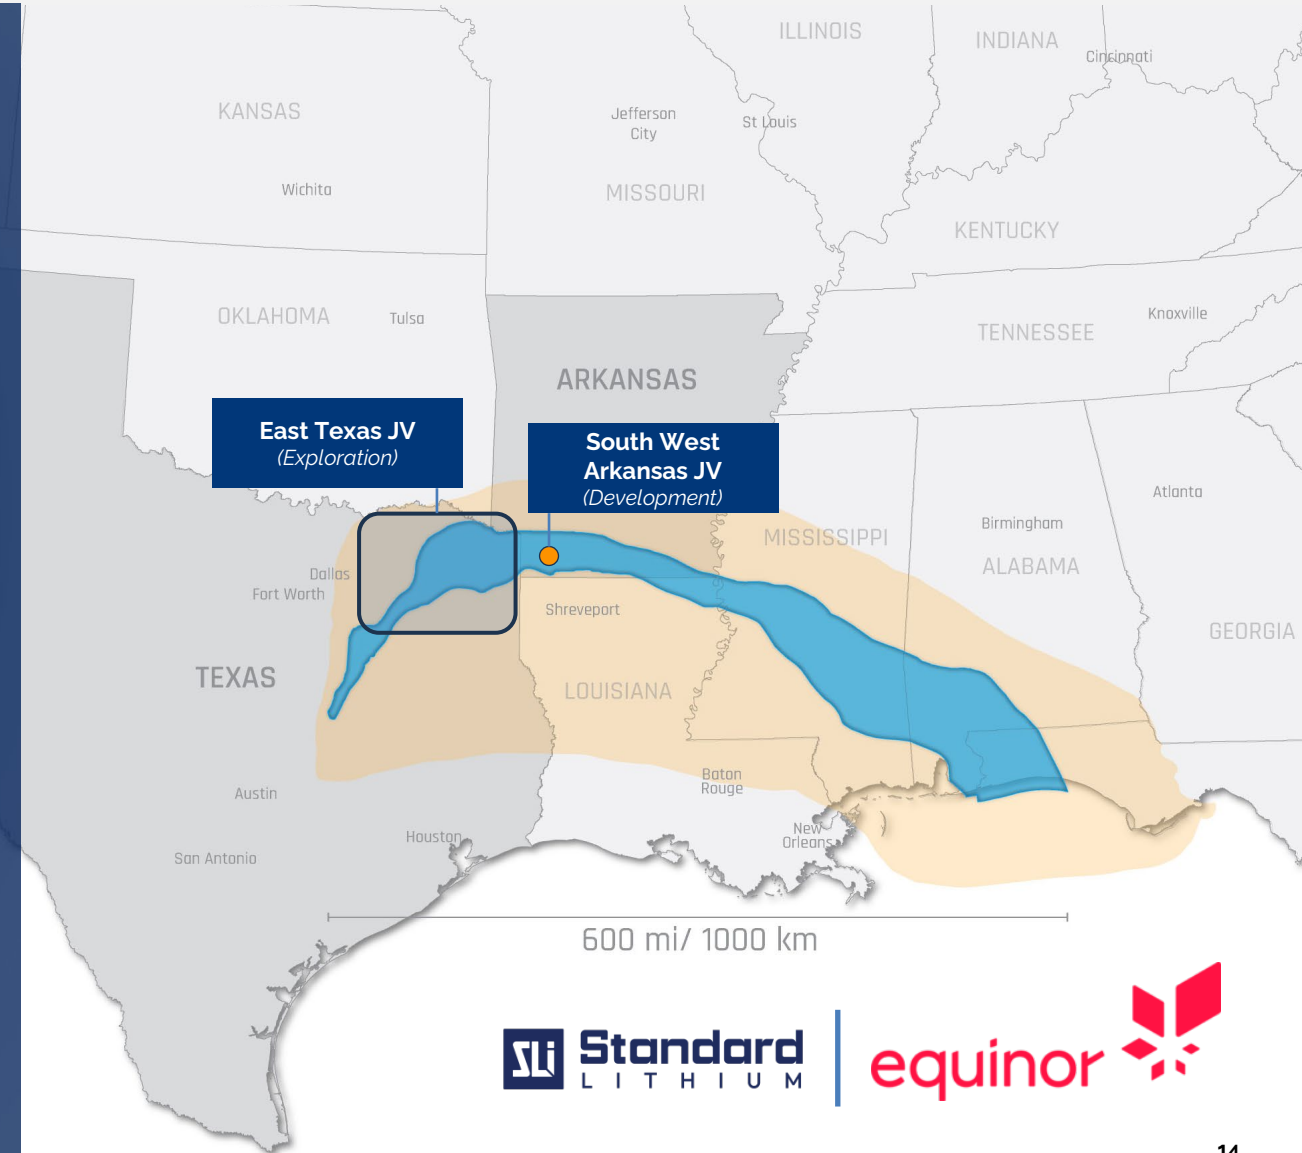 ILLINOIS
INDIANA
Cincinnati
KANSAS
Jefferson
City
St Louis
Wichita
MISSOURI
KENTUCKY
OKLAHOMA
Tulsa
Knoxville
TENNESSEE
ARKANSAS
East Texas JV
(Exploration)
South West
Arkansas JV
(Development)
Atlanta
Birmingham
MISSISSIPPI
ALABAMA
Dallas
Fort Worth
Shreveport
GEORGIA
TEXAS
LOUISIANA
Baton
Rouge
Austin
New
Orleans
Houston
San Antonio
600 mi/ 1000 km
SLi Standard
LITHIUM
equinor
14